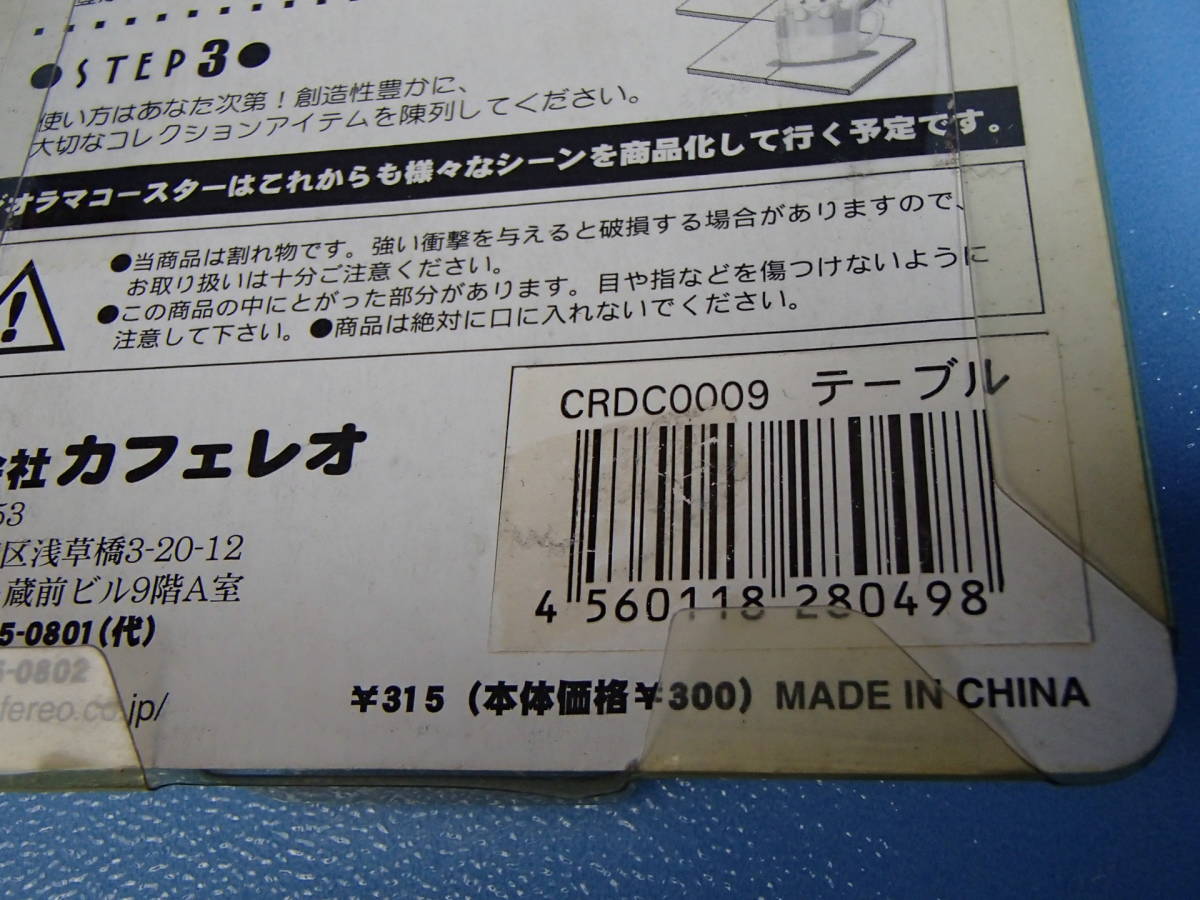 ●STEP3●
使い方はあなた次第！創造性豊かに、
大切なコレクションアイテムを陳列してください。
ジオラマコースターはこれからも様々なシーンを商品化して行く予定です。
●当商品は割れ物です。強い衝撃を与えると破損する場合がありますので、
お取り扱いは十分ご注意ください。
●この商品の中にとがった部分があります。目や指などを傷つけないように
注意して下さい。●商品は絶対に口に入れないでください。
会社カフェレオ
53
区浅草橋3-20-12
蔵前ビル9階A室
5-0801(代)
5-0802
fereo.co.jp/
CRDC0009 テーブル
4 560118 280498
¥315（本体価格¥300）MADE IN CHINA